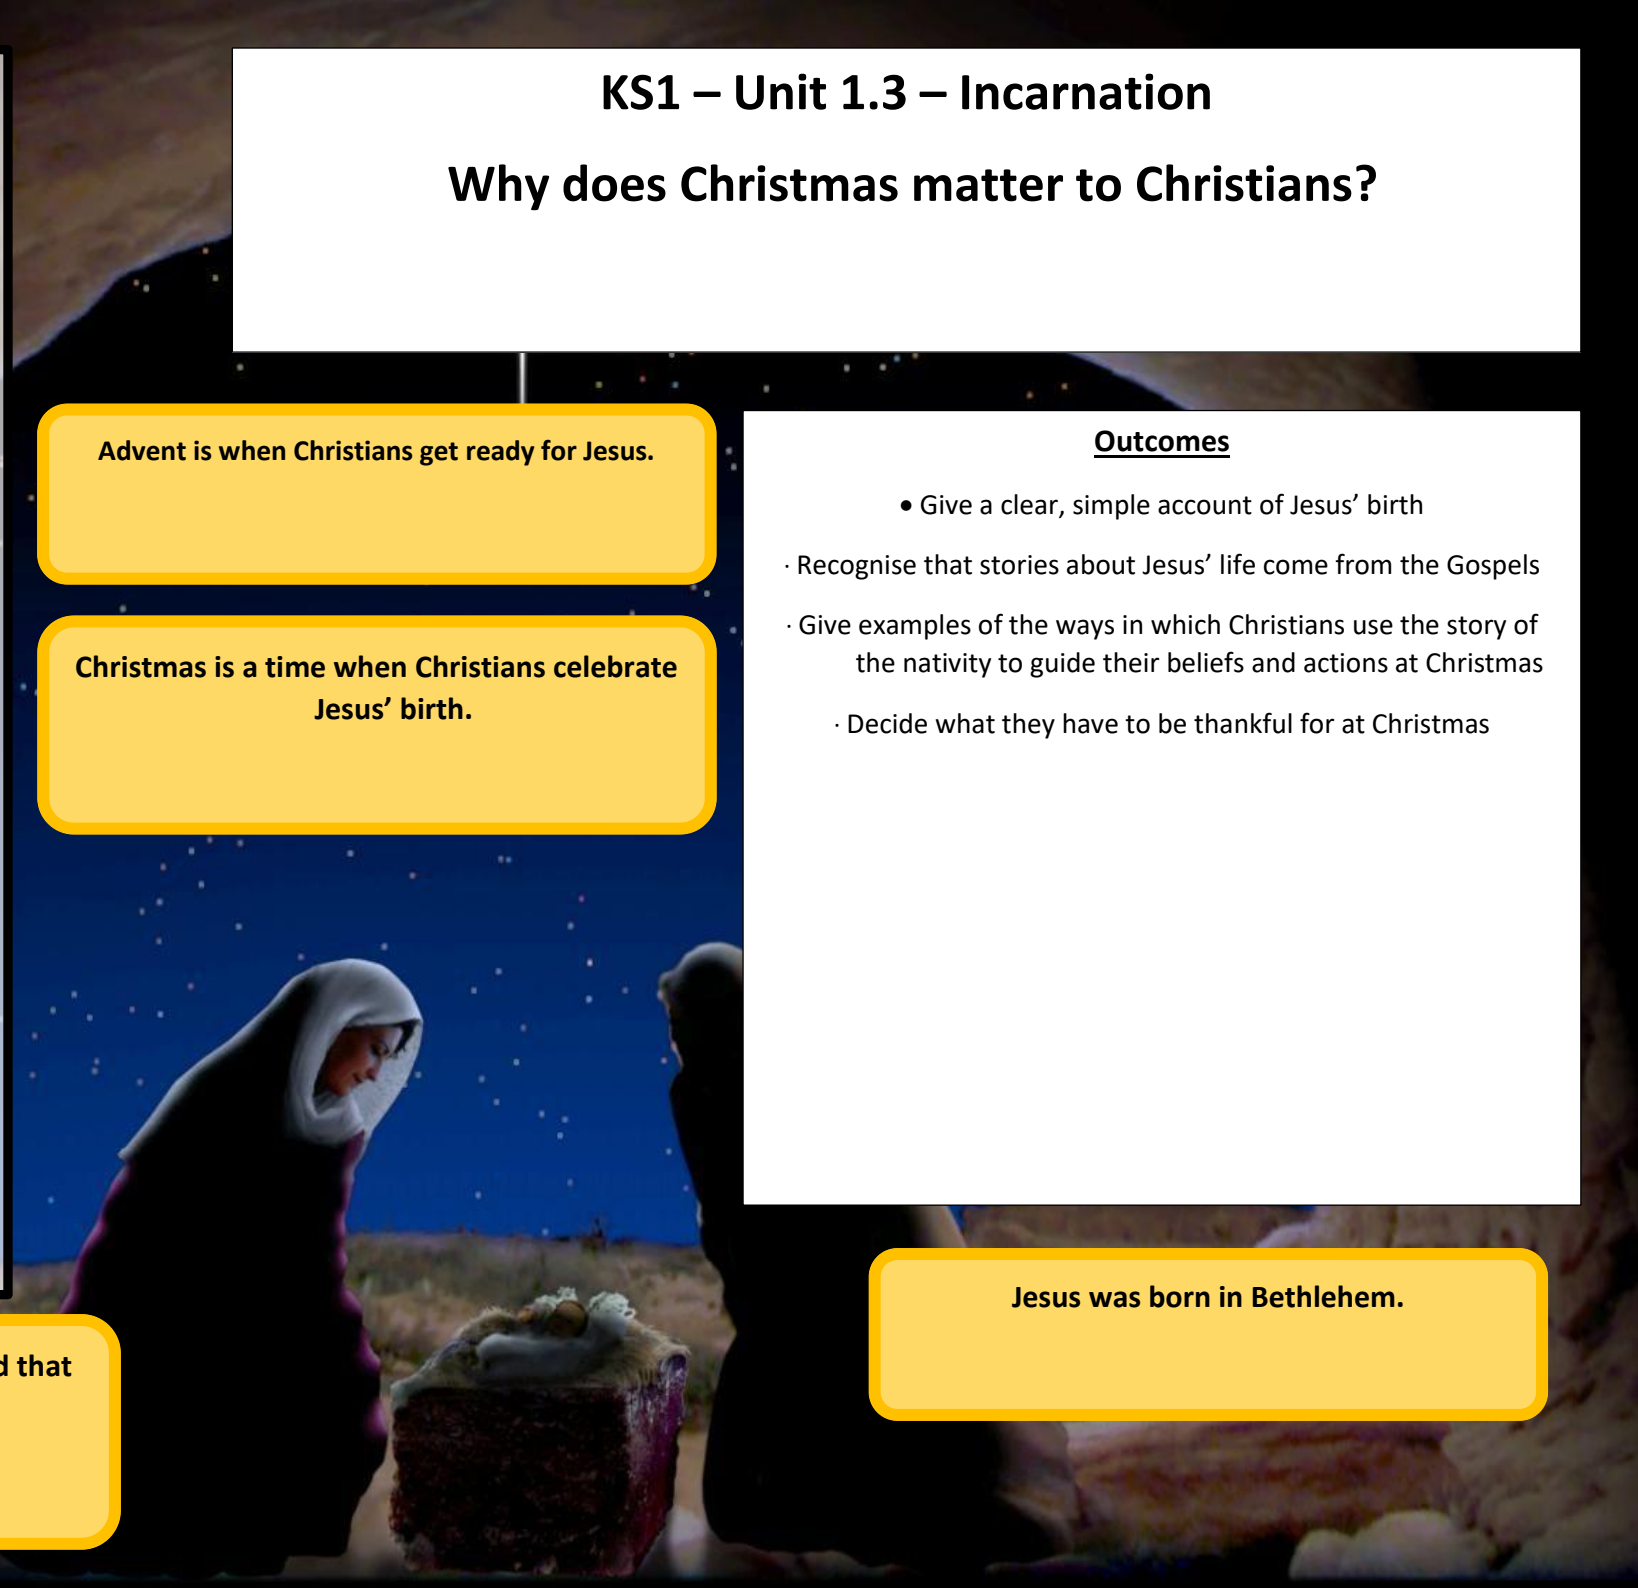 KS1 – Unit 1.3 – Incarnation
Why does Christmas matter to Christians?
Advent is when Christians get ready for Jesus.
Christmas is a time when Christians celebrate
Jesus’ birth.
Outcomes
• Give a clear, simple account of Jesus’ birth
· Recognise that stories about Jesus’ life come from the Gospels
· Give examples of the ways in which Christians use the story of
the nativity to guide their beliefs and actions at Christmas
· Decide what they have to be thankful for at Christmas
Jesus was born in Bethlehem.
that